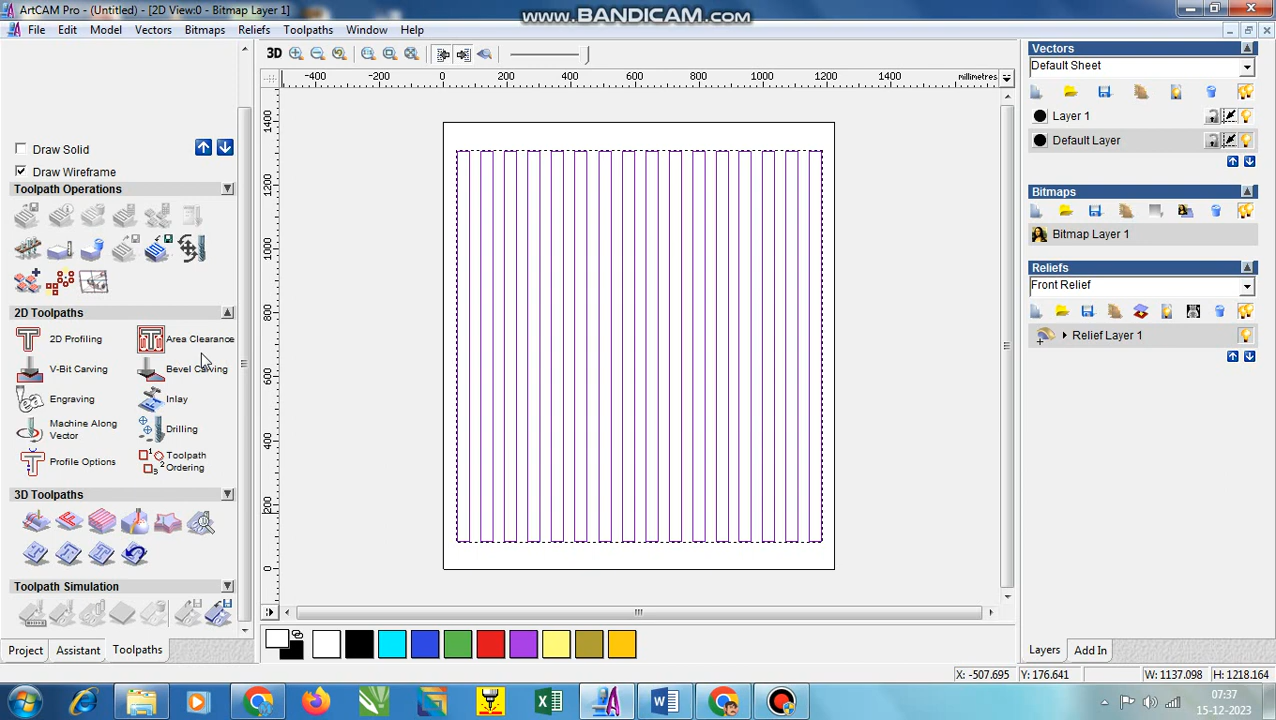 ArtCAM Pro - (Untitled) - [2D View:0 - Bitmap Layer 1]
www.BANDICAM.com
File Edit Model Vectors Bitmaps Reliefs Toolpaths Window Help
3D
-400 -200 0 200 400 600 800 1000 1200 1400 millimetres
1400
1200
1000
800
600
400
200
0
Draw Solid
Draw Wireframe
Toolpath Operations
2D Toolpaths
2D Profiling
Area Clearance
V-Bit Carving
Bevel Carving
Engraving
Inlay
Machine Along
Vector
Drilling
Profile Options
Toolpath
Ordering
3D Toolpaths
Toolpath Simulation
Project Assistant Toolpaths
Vectors
Default Sheet
Layer 1
Default Layer
Bitmaps
Bitmap Layer 1
Reliefs
Front Relief
Relief Layer 1
Layers Add In
X: -507.695 Y: 176.641 W: 1137.098 H: 1218.164
07:37
15-12-2023